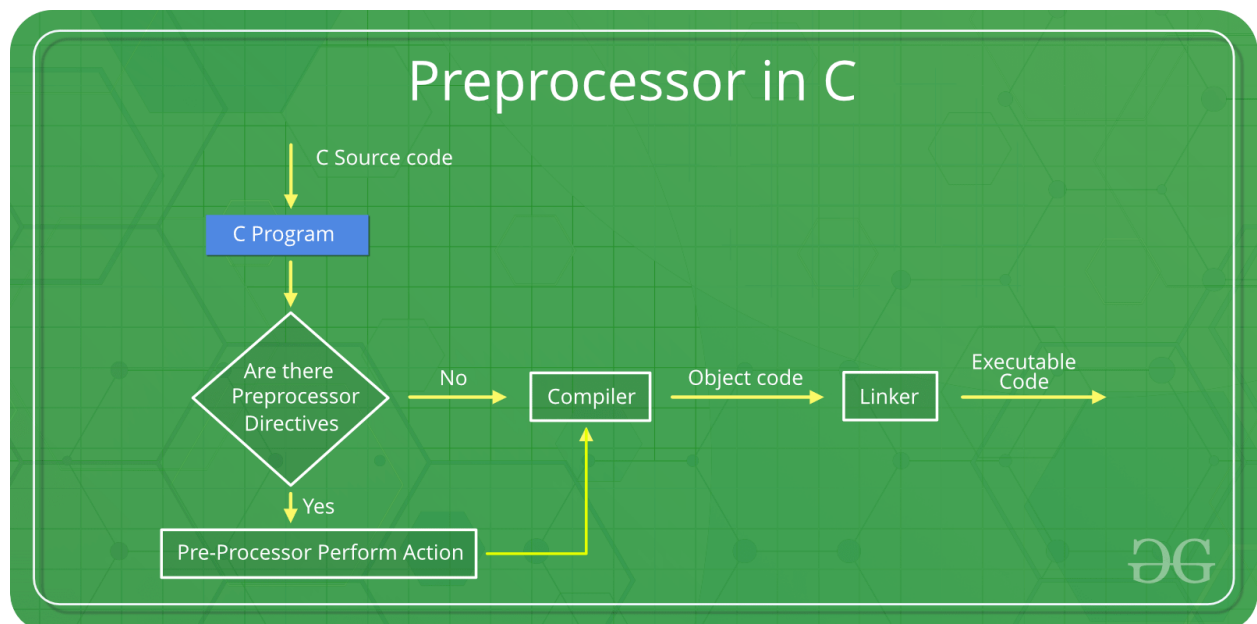 Preprocessor in C
C Source code
C Program
Are there
Preprocessor
Directives
No
Compiler
Object code
Linker
Executable
Code
Yes
Pre-Processor Perform Action